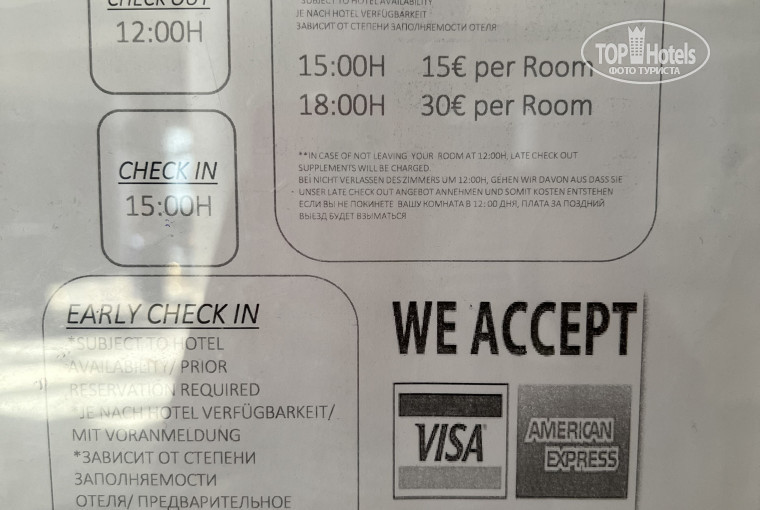 CHECK OUT
12:00H
CHECK IN
15:00H
*SUBJECT TO HOTEL AVAILABILITY
JE NACH HOTEL VERFÜGBARKEIT
ЗАВИСИТ ОТ СТЕПЕНИ ЗАПОЛНЯЕМОСТИ ОТЕЛЯ
15:00H 15€ per Room
18:00H 30€ per Room
**IN CASE OF NOT LEAVING YOUR ROOM AT 12:00H, LATE CHECK OUT
SUPPLEMENTS WILL BE CHARGED.
BEI NICHT VERLASSEN DES ZIMMERS UM 12:00H, GEHEN WIR DAVON AUS DASS SIE
UNSER LATE CHECK OUT ANGEBOT ANNEHMEN UND SOMIT KOSTEN ENTSTEHEN
ЕСЛИ ВЫ НЕ ПОКИНЕТЕ ВАШУ КОМНАТА В 12:00 ДНЯ, ПЛАТА ЗА ПОЗДНИЙ
ВЫЕЗД БУДЕТ ВЗЫМАТЬСЯ
EARLY CHECK IN
*SUBJECT TO HOTEL
AVAILABILITY/ PRIOR
RESERVATION REQUIRED
*JE NACH HOTEL VERFÜGBARKEIT/
MIT VORANMELDUNG
*ЗАВИСИТ ОТ СТЕПЕНИ
ЗАПОЛНЯЕМОСТИ
ОТЕЛЯ/ ПРЕДВАРИТЕЛЬНОЕ
WE ACCEPT
VISA
AMERICAN
EXPRESS
TOP Hotels
ФОТО ТУРИСТА